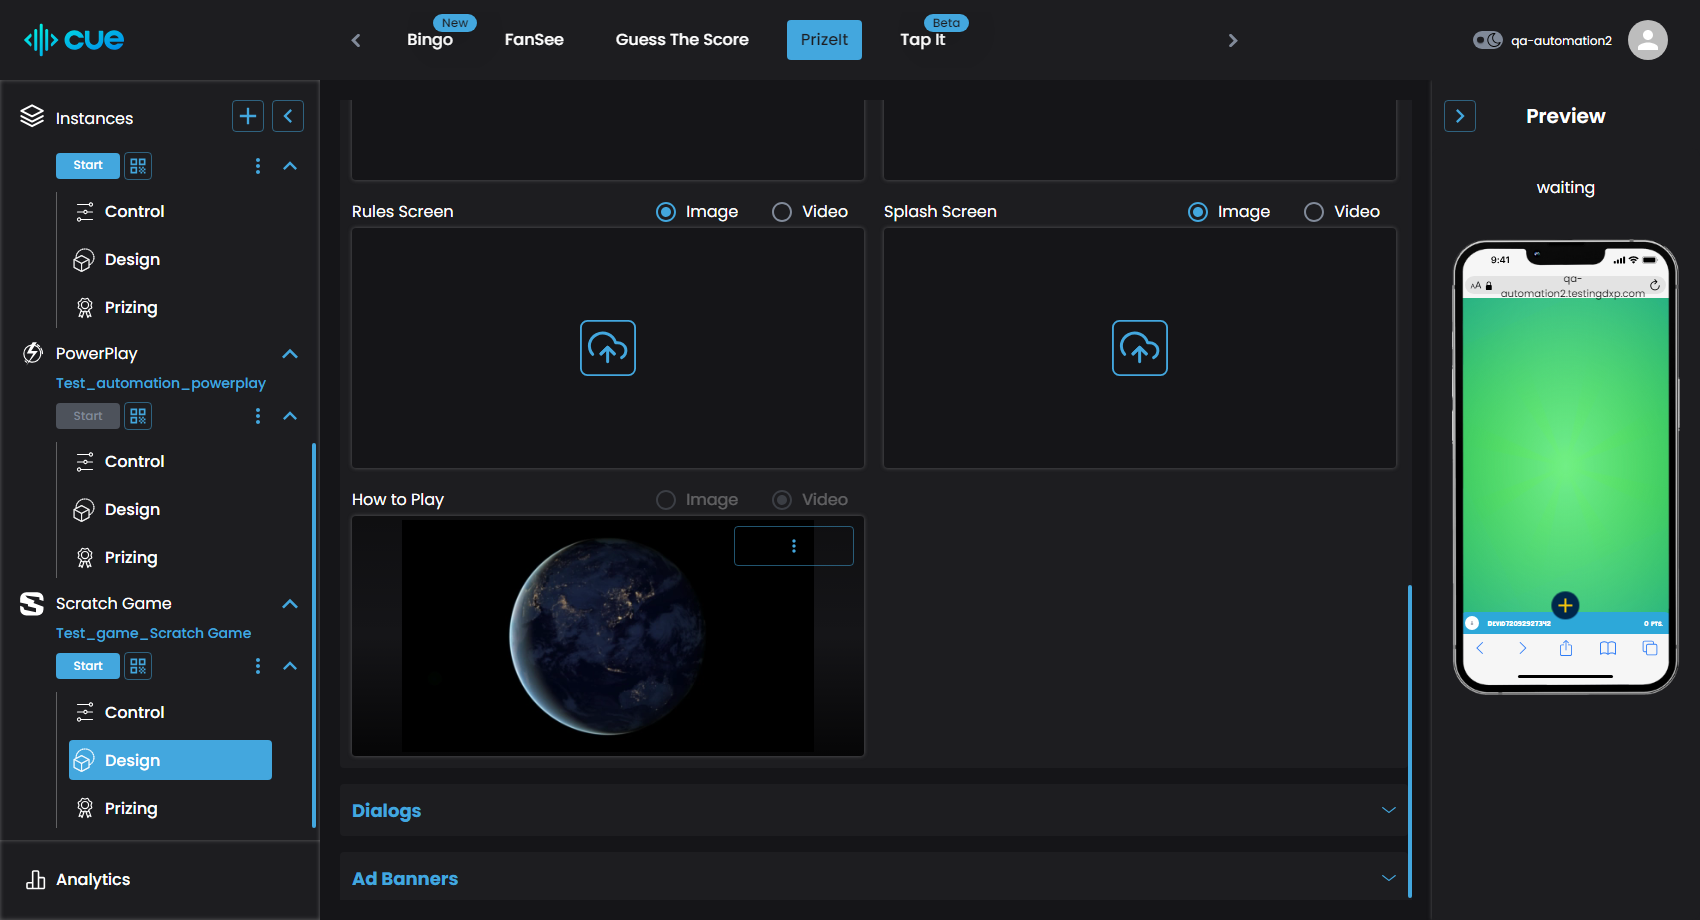 cue
New
Bingo
FanSee
Guess The Score
PrizeIt
Beta
Tap It
qa-automation2
Instances
Start
Control
Design
Prizing
PowerPlay
Test_automation_powerplay
Start
Control
Design
Prizing
Scratch Game
Test_game_Scratch Game
Start
Control
Design
Prizing
Analytics
Rules Screen
Image
Video
Splash Screen
Image
Video
How to Play
Image
Video
Dialogs
Ad Banners
Preview
waiting
9:41
AA
qa-
automation2.testingdxp.com
0 PTS.